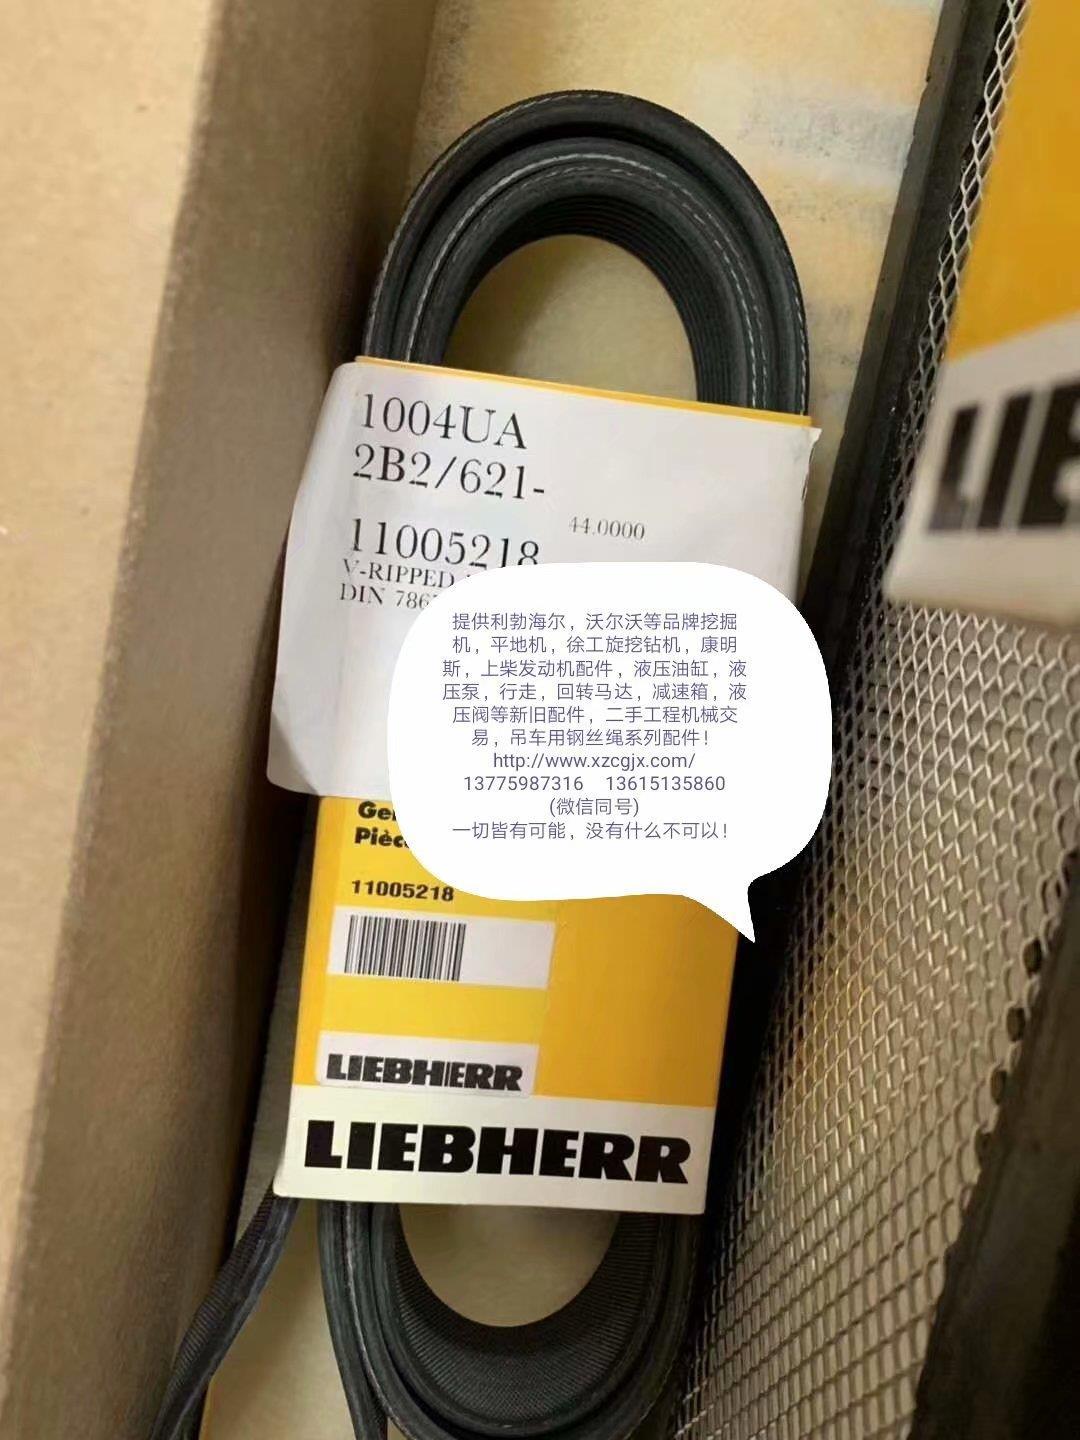 1004UA
2B2/621-
44.0000
11005218
V-RIPPED
DIN 786
提供利勃海尔，沃尔沃等品牌挖掘
机，平地机，徐工旋挖钻机，康明
斯，上柴发动机配件，液压油缸，液
压泵，行走，回转马达，减速箱，液
压阀等新旧配件，二手工程机械交
易，吊车用钢丝绳系列配件！
http://www.xzcgjx.com/
13775987316 13615135860
(微信同号)
一切皆有可能，没有什么不可以！
Ge
Pièc
11005218
LIEBHERR
LIEBHERR
LIE